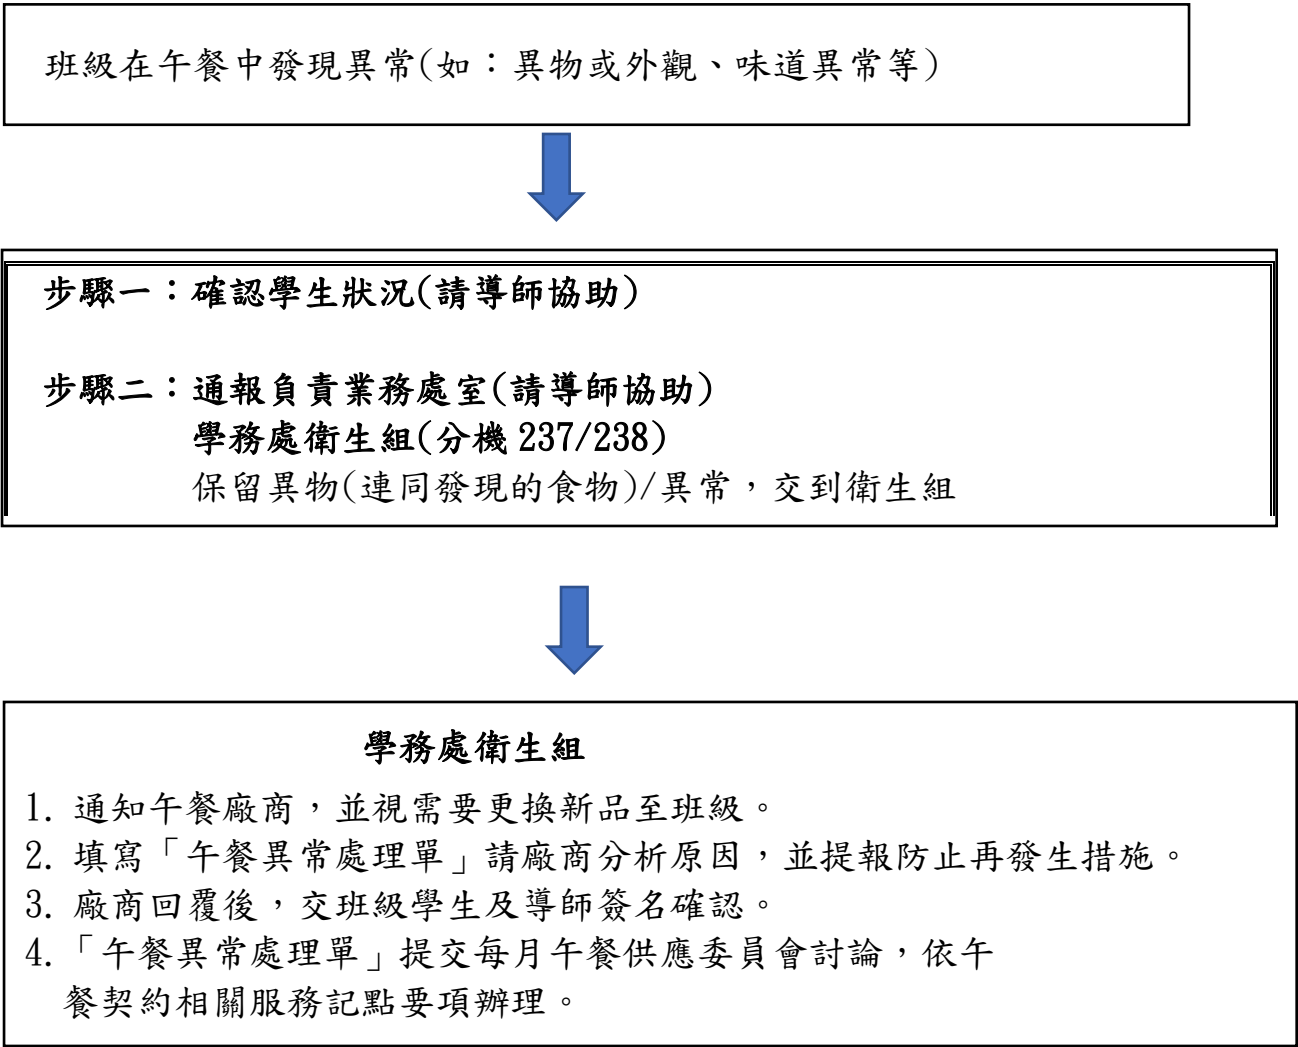 班級在午餐中發現異常(如：異物或外觀、味道異常等)
步驟一：確認學生狀況(請導師協助)
步驟二：通報負責業務處室(請導師協助)
學務處衛生組(分機 237/238)
保留異物(連同發現的食物)/異常，交到衛生組
學務處衛生組
1. 通知午餐廠商，並視需要更換新品至班級。
2. 填寫「午餐異常處理單」請廠商分析原因，並提報防止再發生措施。
3. 廠商回覆後，交班級學生及導師簽名確認。
4.「午餐異常處理單」提交每月午餐供應委員會討論，依午
餐契約相關服務記點要項辦理。